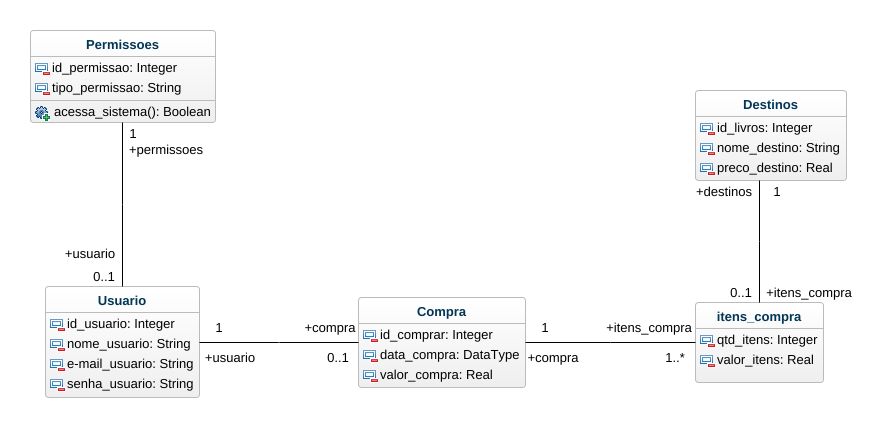 Permissoes
id_permissao: Integer
tipo_permissao: String
acessa_sistema(): Boolean
1
+permissoes
+usuario
0..1
Usuario
id_usuario: Integer
nome_usuario: String
e-mail_usuario: String
senha_usuario: String
1
+usuario
+compra
0..1
Compra
id_comprar: Integer
data_compra: DataType
valor_compra: Real
1
+compra
+itens_compra
1..*
Destinos
id_livros: Integer
nome_destino: String
preco_destino: Real
+destinos
1
0..1
+itens_compra
itens_compra
qtd_itens: Integer
valor_itens: Real